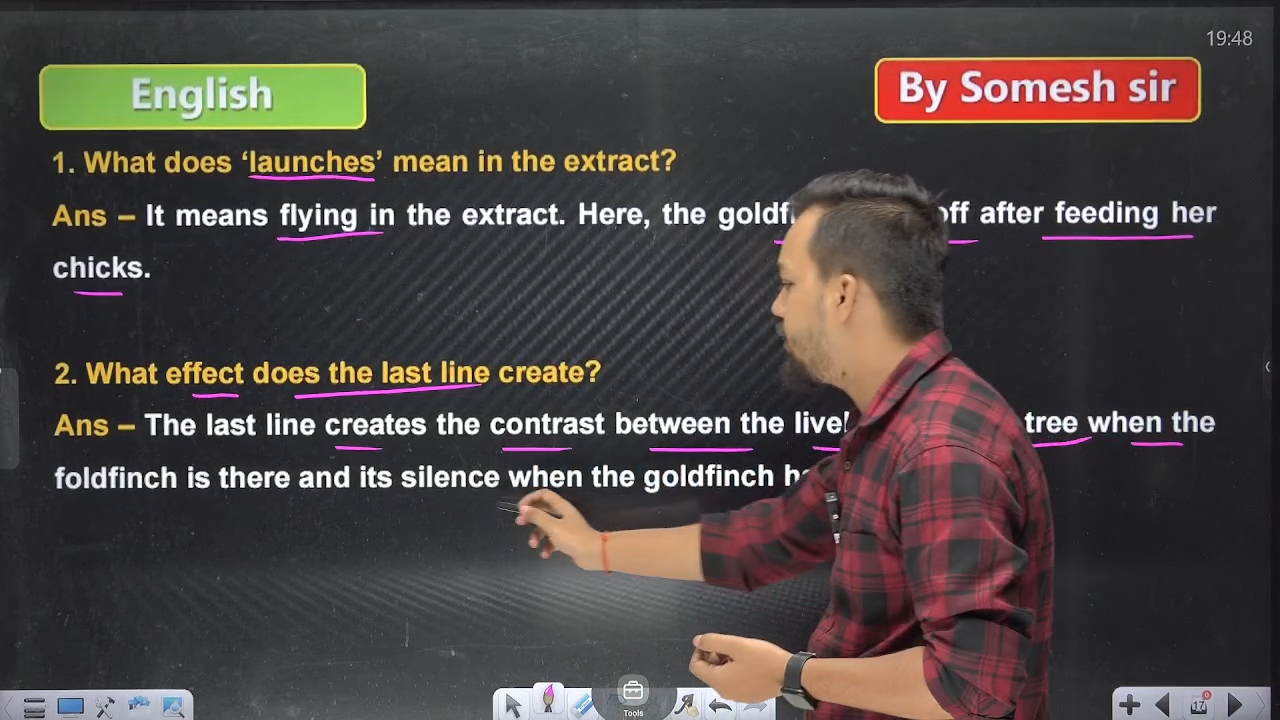 19:48
English
By Somesh sir
1. What does ‘launches’ mean in the extract?
Ans – It means flying in the extract. Here, the off after feeding her
chicks.
2. What effect does the last line create?
Ans – The last line creates the contrast between the tree when the
foldfinch is there and its silence when the goldfinch
Tools
17